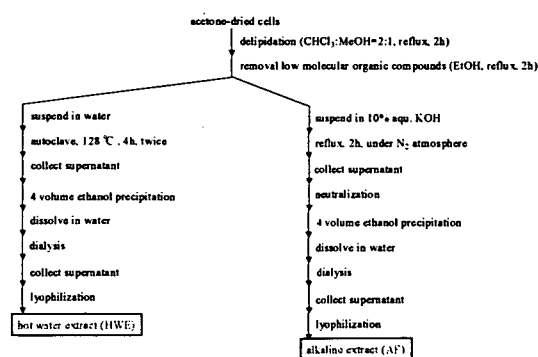 acetone-dried cells
delipidation (CHCl3:MeOH=2:1, reflux, 2h)
removal low molecular organic compounds (EtOH, reflux, 2h)
suspend in water
autoclave, 128 ℃, 4h, twice
collect supernatant
4 volume ethanol precipitation
dissolve in water
dialysis
collect supernatant
lyophilization
hot water extract (HWE)
suspend in 10% aqu. KOH
reflux, 2h, under N2 atmosphere
collect supernatant
neutralization
4 volume ethanol precipitation
dissolve in water
dialysis
collect supernatant
lyophilization
alkaline extract (AE)